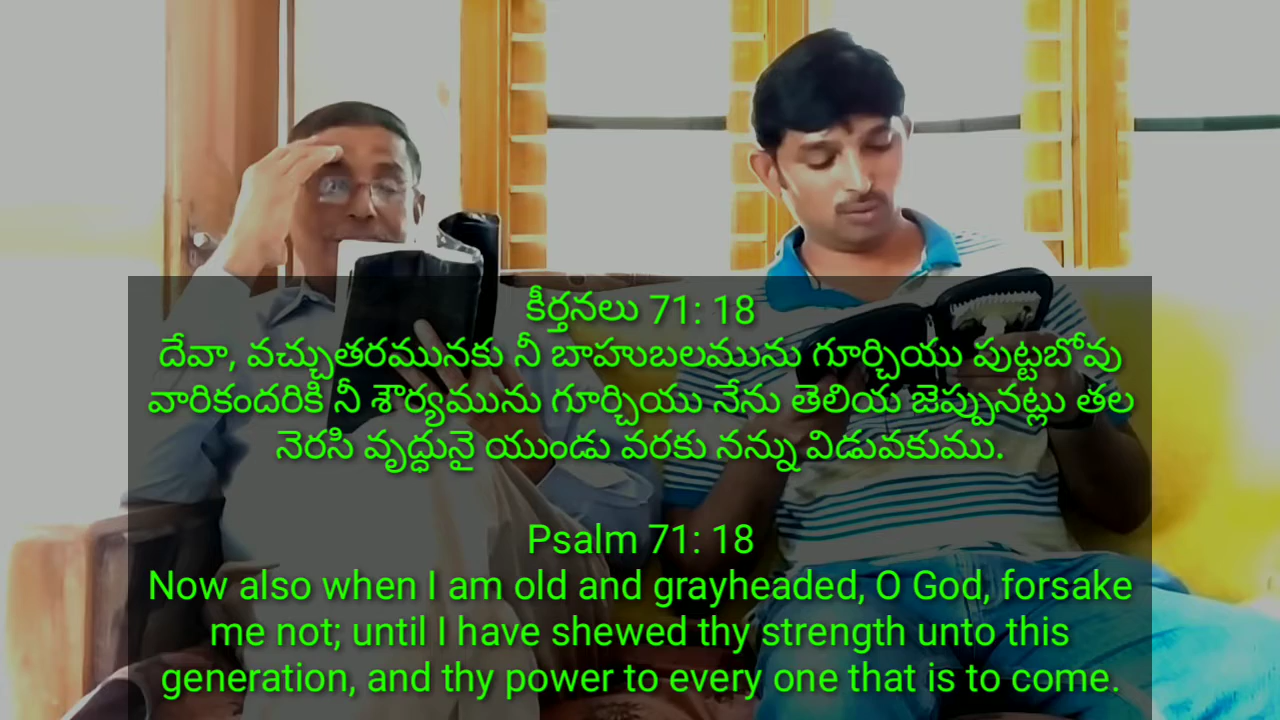 కీర్తనలు 71: 18
దేవా, వచ్చుతరమునకు నీ బాహుబలమును గూర్చియు పుట్టబోవు
వారికందరికి నీ శౌర్యమును గూర్చియు నేను తెలియ జెప్పునట్లు తల
నెరసి వృద్ధునై యుండు వరకు నన్ను విడువకుము.
Psalm 71: 18
Now also when I am old and grayheaded, O God, forsake
me not; until I have shewed thy strength unto this
generation, and thy power to every one that is to come.